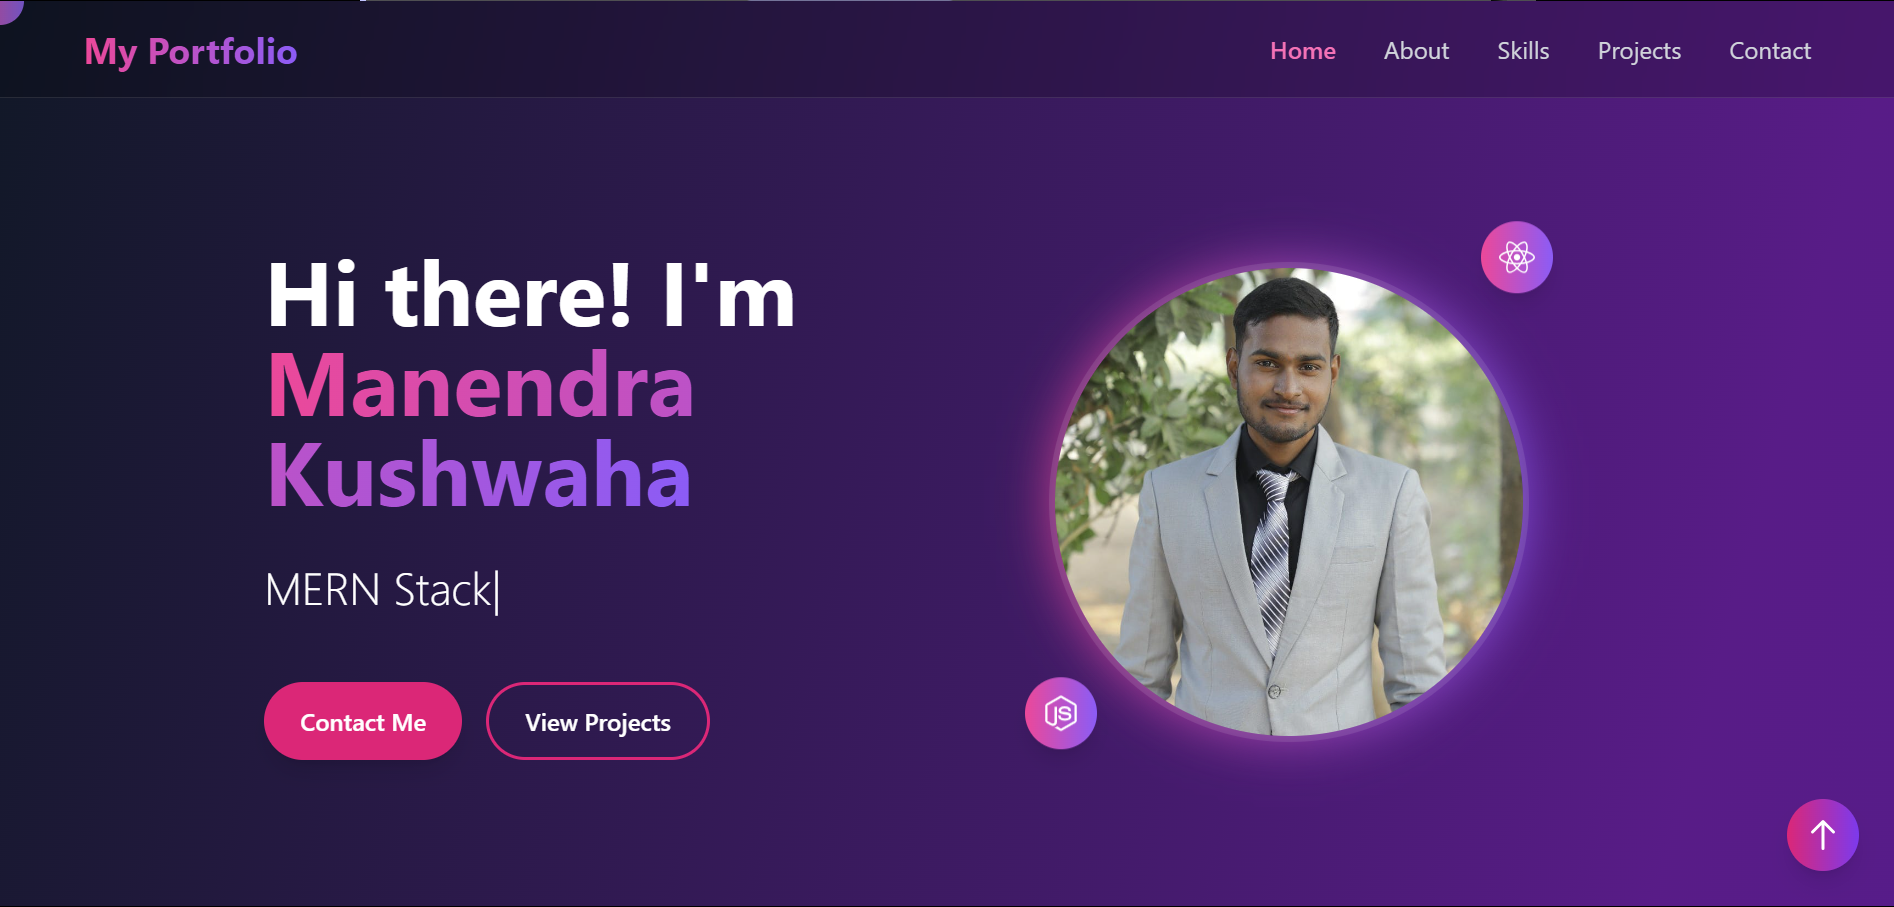 My Portfolio
Home About Skills Projects Contact
Hi there! I'm
Manendra
Kushwaha
MERN Stack|
Contact Me
View Projects
JS